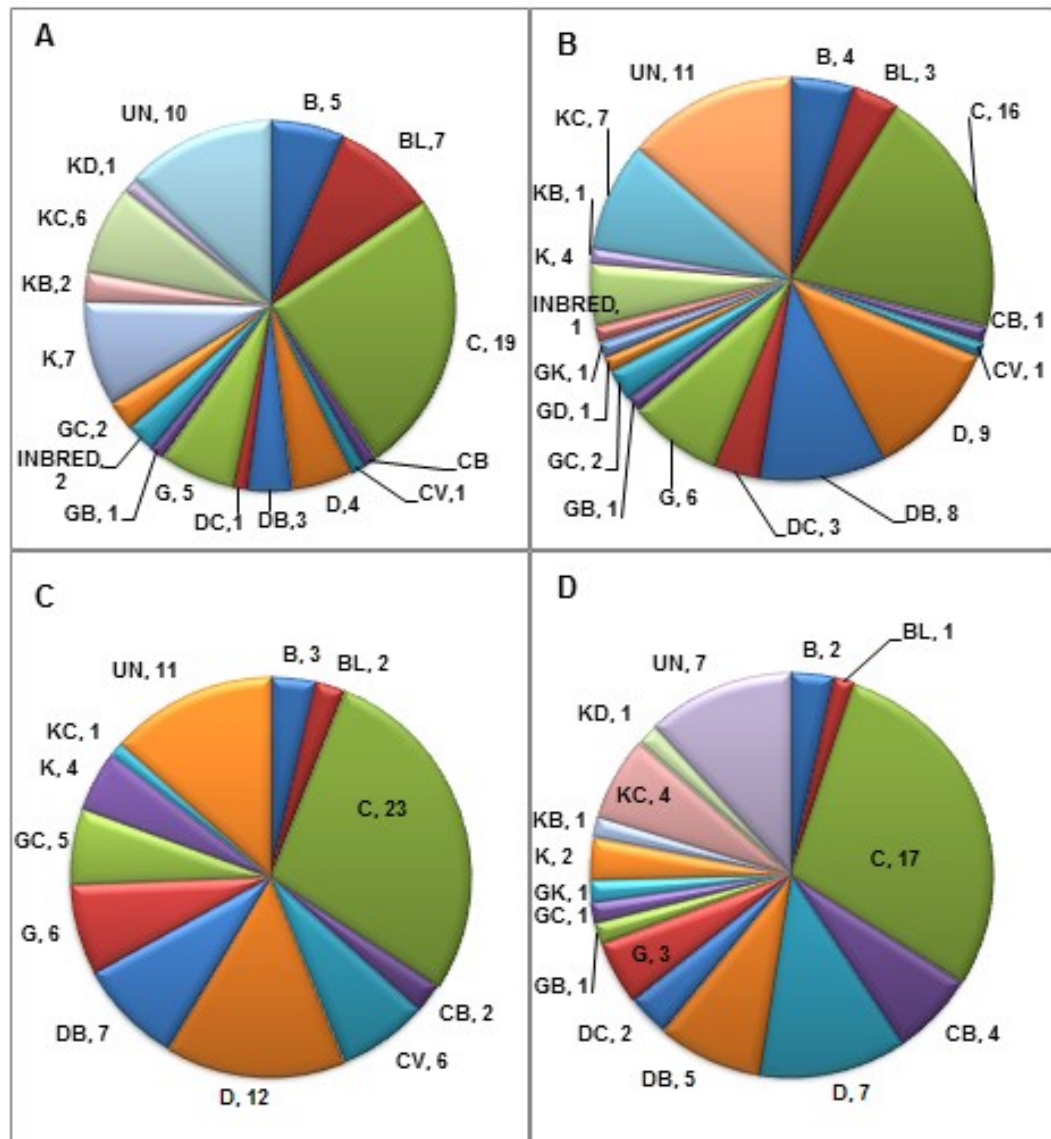 A
B, 5
BL,7
C, 19
CB
CV,1
D,4
DB,3
DC,1
G, 5
GB, 1
INBRED,
2
GC,2
K,7
KB,2
KC,6
KD,1
UN, 10
B
B, 4
BL, 3
C, 16
CB, 1
CV, 1
D, 9
DB, 8
DC, 3
G, 6
GB, 1
GC, 2
GD, 1
GK, 1
INBRED,
1
K, 4
KB, 1
KC, 7
UN, 11
C
B, 3
BL, 2
C, 23
CB, 2
CV, 6
D, 12
DB, 7
G, 6
GC, 5
K, 4
KC, 1
UN, 11
D
B, 2
BL, 1
C, 17
CB, 4
D, 7
DB, 5
DC, 2
G, 3
GB, 1
GC, 1
GK, 1
K, 2
KB, 1
KC, 4
KD, 1
UN, 7